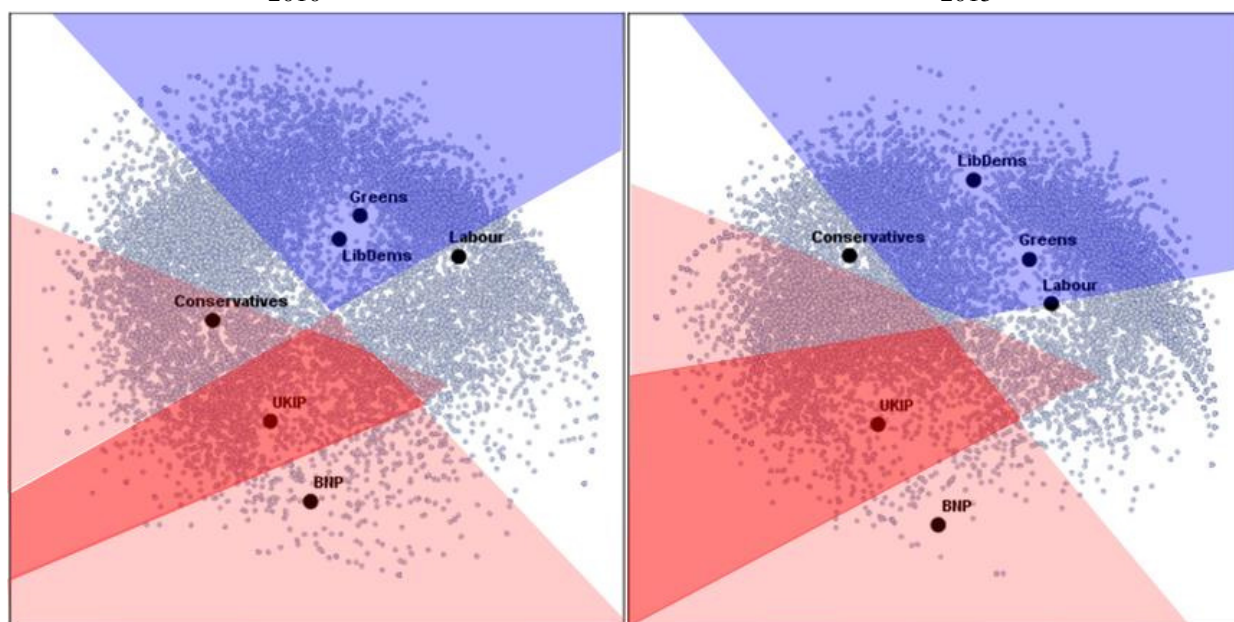 Greens
LibDems
Labour
Conservatives
UKIP
BNP
LibDems
Conservatives
Greens
Labour
UKIP
BNP